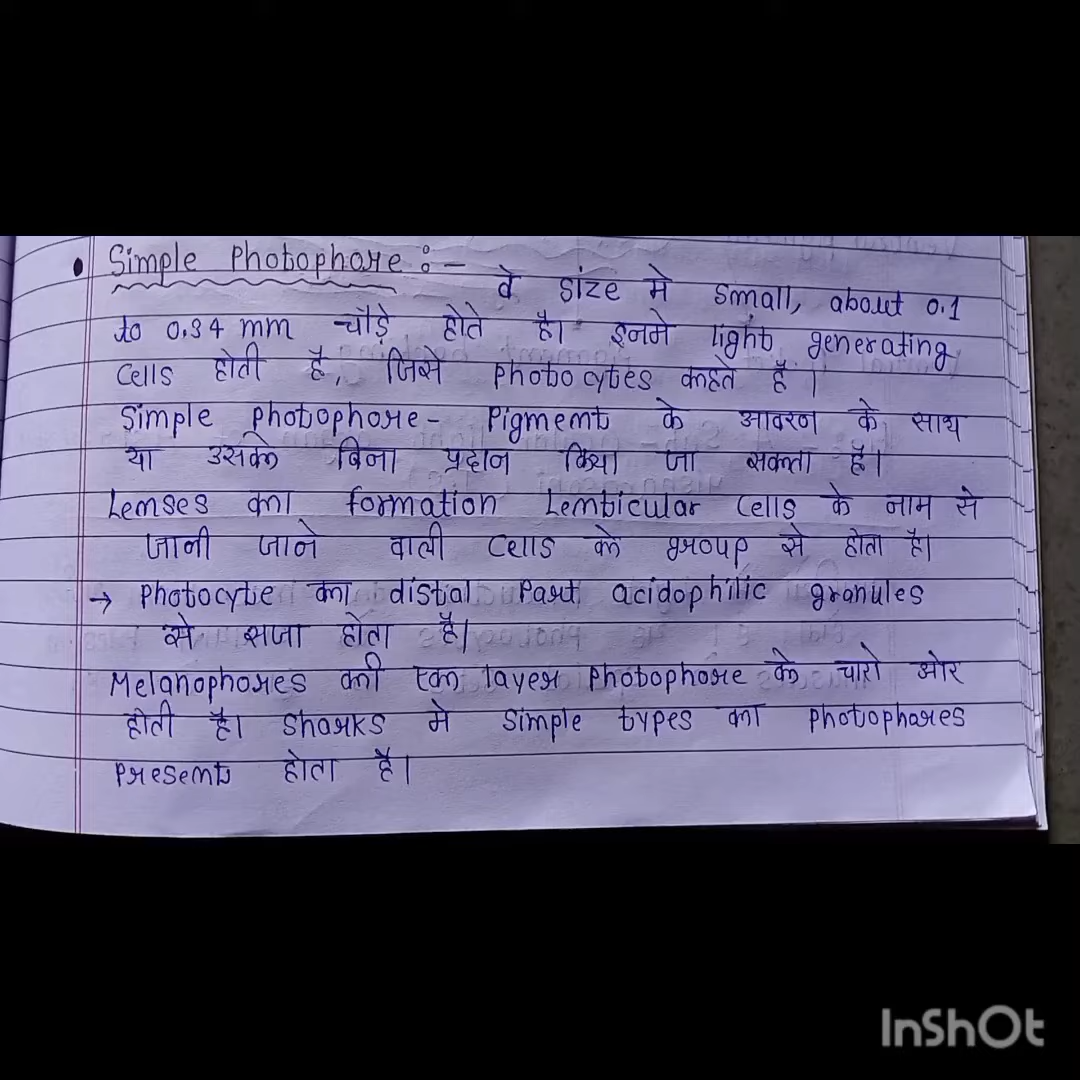 • Simple Photophore :-
वे size मे small, about 0.1
to 0.34 mm चौड़े होते है। इनमे light generating
cells होती है, जिसे photocytes कहते है।
Simple photophore - Pigment के आवरन के साथ
या उसके बिना प्रदान किया जा सकता है।
Lenses का formation Lenticular cells के नाम से
जानी जाने वाली cells के group से होता है।
→ Photocyte का distal Part acidophilic granules
से सजा होता है।
Melanophores की एक layer photophore के चारो ओर
होती है। Sharks मे simple types का photophores
present होता है।
InShOt